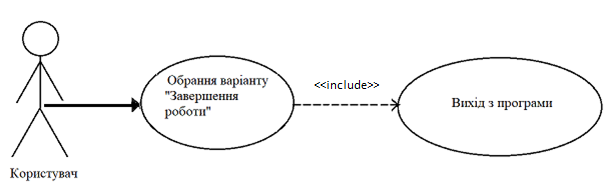 Обрання варіанту
"Завершення
роботи"
<<include>>
Вихід з програми
Користувач